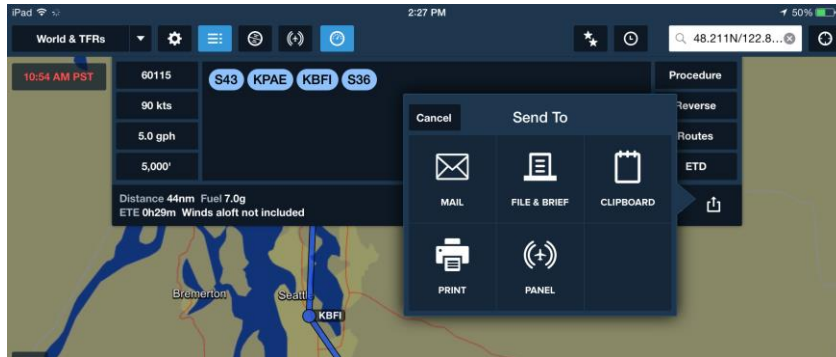 iPad
2:27 PM
50%
World & TFRs
48.211N/122.8...
10:54 AM PST
60115
S43 KPAE KBFI S36
Procedure
90 kts
Reverse
5.0 gph
Routes
5,000'
ETD
Cancel
Send To
MAIL
FILE & BRIEF
CLIPBOARD
PRINT
PANEL
Distance 44nm Fuel 7.0g
ETE 0h29m Winds aloft not included
Bremerton
Seattle
KBFI